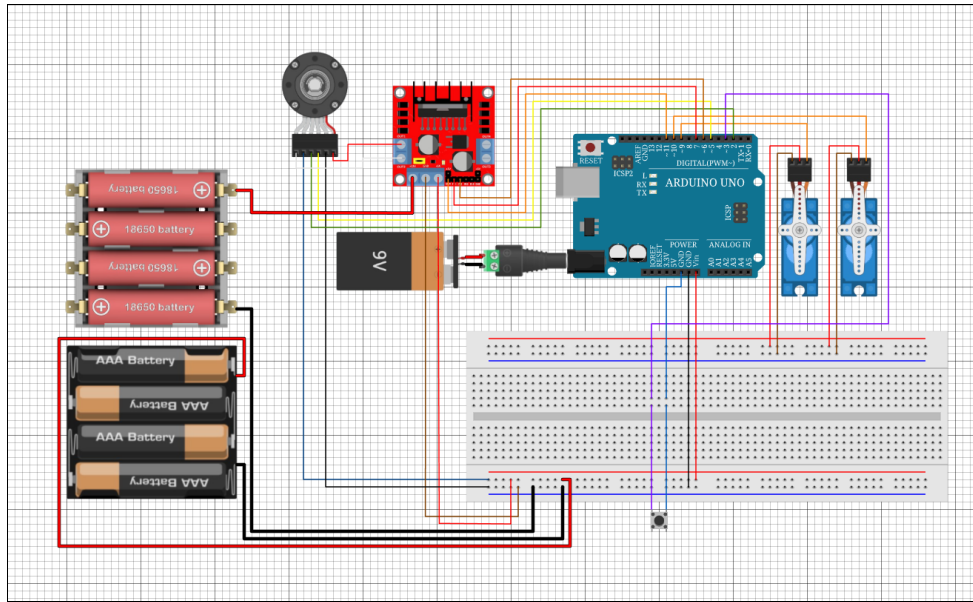 18650 battery
18650 battery
18650 battery
18650 battery
AAA Battery
AAA Battery
AAA Battery
AAA Battery
9V
RESET
ICSP2
AREF
GND
13
12
~11
~10
~9
8
7
~6
~5
4
~3
2
TX→1
RX←0
DIGITAL(PWM~)
L
RX
TX
ARDUINO UNO
ICSP
POWER
ANALOG IN
IOREF
RESET
3.3V
5V
GND
GND
Vin
A0
A1
A2
A3
A4
A5